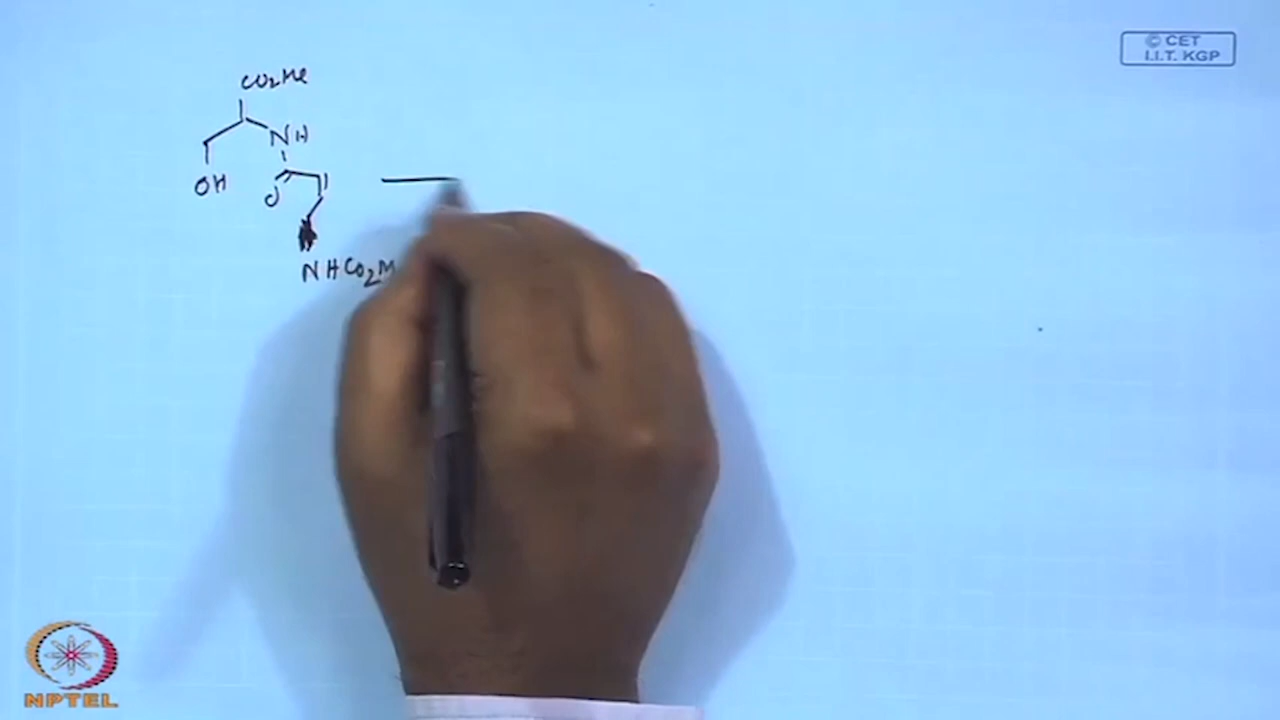 © CET
I.I.T. KGP
CO2Me
NH
OH
O
NHCO2M
NPTEL